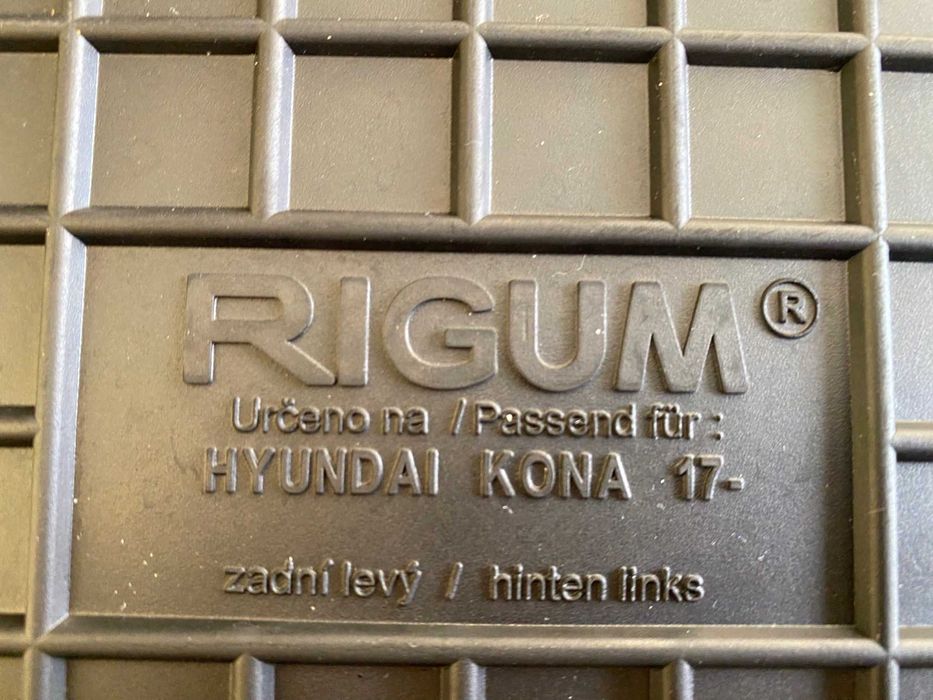 RIGUM®
Určeno na / Passend für :
HYUNDAI KONA 17-
zadní levý / hinten links